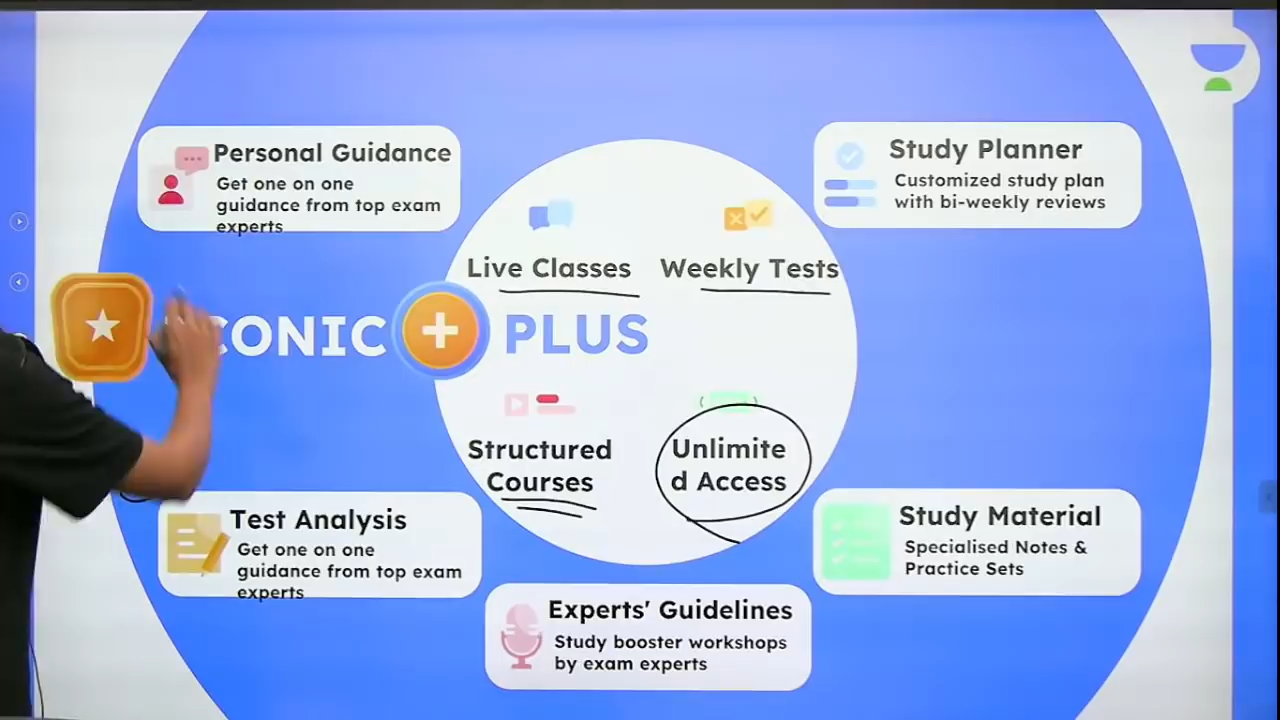 Personal Guidance
Get one on one
guidance from top exam
experts
Study Planner
Customized study plan
with bi-weekly reviews
Live Classes
Weekly Tests
CONIC
PLUS
Structured
Courses
Unlimite
d Access
Test Analysis
Get one on one
guidance from top exam
experts
Study Material
Specialised Notes &
Practice Sets
Experts' Guidelines
Study booster workshops
by exam experts